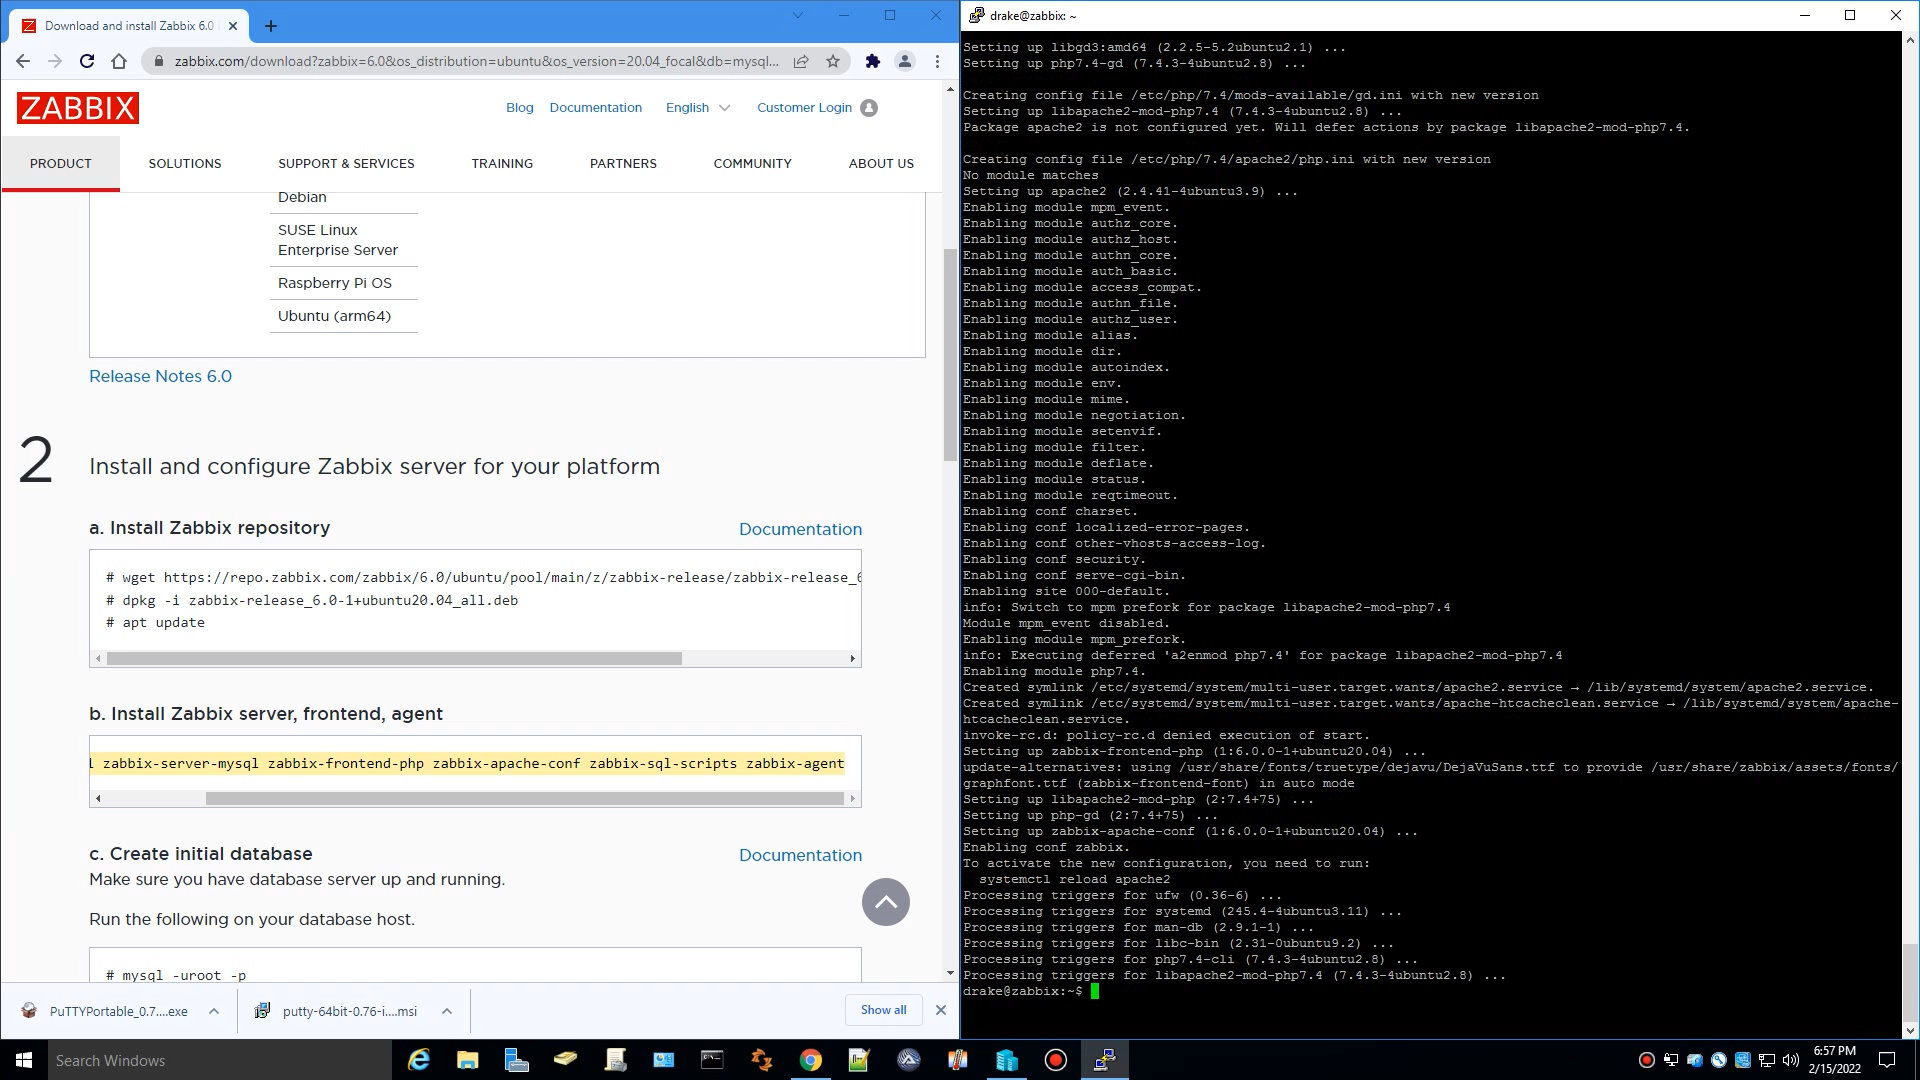 Download and install Zabbix 6.0
zabbix.com/download?zabbix=6.0&os_distribution=ubuntu&os_version=20.04_focal&db=mysql...
ZABBIX
Blog
Documentation
English
Customer Login
PRODUCT
SOLUTIONS
SUPPORT & SERVICES
TRAINING
PARTNERS
COMMUNITY
ABOUT US
Debian
SUSE Linux
Enterprise Server
Raspberry Pi OS
Ubuntu (arm64)
Release Notes 6.0
2
Install and configure Zabbix server for your platform
a. Install Zabbix repository
Documentation
# wget https://repo.zabbix.com/zabbix/6.0/ubuntu/pool/main/z/zabbix-release/zabbix-release_6
# dpkg -i zabbix-release_6.0-1+ubuntu20.04_all.deb
# apt update
b. Install Zabbix server, frontend, agent
l zabbix-server-mysql zabbix-frontend-php zabbix-apache-conf zabbix-sql-scripts zabbix-agent
c. Create initial database
Documentation
Make sure you have database server up and running.
Run the following on your database host.
# mysql -uroot -p
PuTTYPortable_0.7....exe
putty-64bit-0.76-i....msi
Show all
drake@zabbix: ~
Setting up libgd3:amd64 (2.2.5-5.2ubuntu2.1) ...
Setting up php7.4-gd (7.4.3-4ubuntu2.8) ...
Creating config file /etc/php/7.4/mods-available/gd.ini with new version
Setting up libapache2-mod-php7.4 (7.4.3-4ubuntu2.8) ...
Package apache2 is not configured yet. Will defer actions by package libapache2-mod-php7.4.
Creating config file /etc/php/7.4/apache2/php.ini with new version
No module matches
Setting up apache2 (2.4.41-4ubuntu3.9) ...
Enabling module mpm_event.
Enabling module authz_core.
Enabling module authz_host.
Enabling module authn_core.
Enabling module auth_basic.
Enabling module access_compat.
Enabling module authn_file.
Enabling module authz_user.
Enabling module alias.
Enabling module dir.
Enabling module autoindex.
Enabling module env.
Enabling module mime.
Enabling module negotiation.
Enabling module setenvif.
Enabling module filter.
Enabling module deflate.
Enabling module status.
Enabling module reqtimeout.
Enabling conf charset.
Enabling conf localized-error-pages.
Enabling conf other-vhosts-access-log.
Enabling conf security.
Enabling conf serve-cgi-bin.
Enabling site 000-default.
info: Switch to mpm prefork for package libapache2-mod-php7.4
Module mpm_event disabled.
Enabling module mpm_prefork.
info: Executing deferred 'a2enmod php7.4' for package libapache2-mod-php7.4
Enabling module php7.4.
Created symlink /etc/systemd/system/multi-user.target.wants/apache2.service → /lib/systemd/system/apache2.service.
Created symlink /etc/systemd/system/multi-user.target.wants/apache-htcacheclean.service → /lib/systemd/system/apache-
htcacheclean.service.
invoke-rc.d: policy-rc.d denied execution of start.
Setting up zabbix-frontend-php (1:6.0.0-1+ubuntu20.04) ...
update-alternatives: using /usr/share/fonts/truetype/dejavu/DejaVuSans.ttf to provide /usr/share/zabbix/assets/fonts/
graphfont.ttf (zabbix-frontend-font) in auto mode
Setting up libapache2-mod-php (2:7.4+75) ...
Setting up php-gd (2:7.4+75) ...
Setting up zabbix-apache-conf (1:6.0.0-1+ubuntu20.04) ...
Enabling conf zabbix.
To activate the new configuration, you need to run:
systemctl reload apache2
Processing triggers for ufw (0.36-6) ...
Processing triggers for systemd (245.4-4ubuntu3.11) ...
Processing triggers for man-db (2.9.1-1) ...
Processing triggers for libc-bin (2.31-0ubuntu9.2) ...
Processing triggers for php7.4-cli (7.4.3-4ubuntu2.8) ...
Processing triggers for libapache2-mod-php7.4 (7.4.3-4ubuntu2.8) ...
drake@zabbix:~$
Search Windows
6:57 PM
2/15/2022